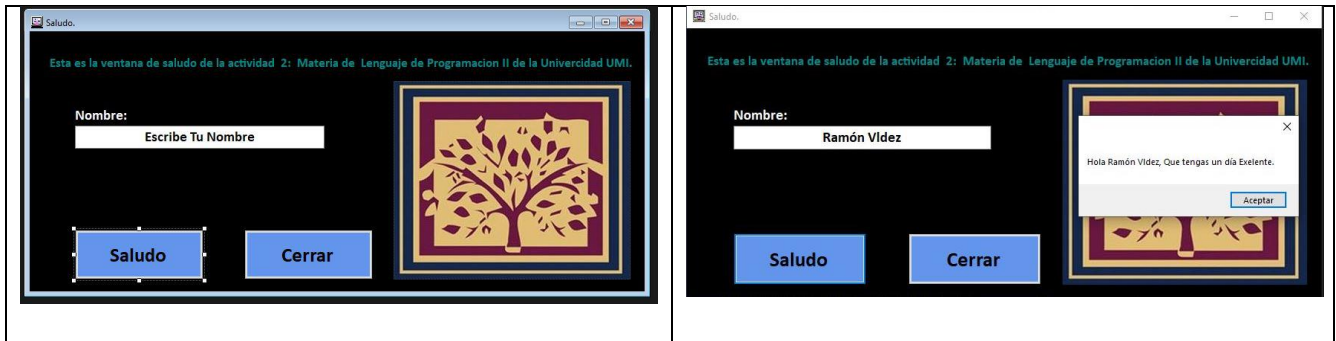 Saludo.
Esta es la ventana de saludo de la actividad 2: Materia de Lenguaje de Programacion II de la Univercidad UMI.
Nombre:
Escribe Tu Nombre
Saludo
Cerrar
Saludo.
Esta es la ventana de saludo de la actividad 2: Materia de Lenguaje de Programacion II de la Univercidad UMI.
Nombre:
Ramón Vldez
Hola Ramón Vldez, Que tengas un día Exelente.
Aceptar
Saludo
Cerrar